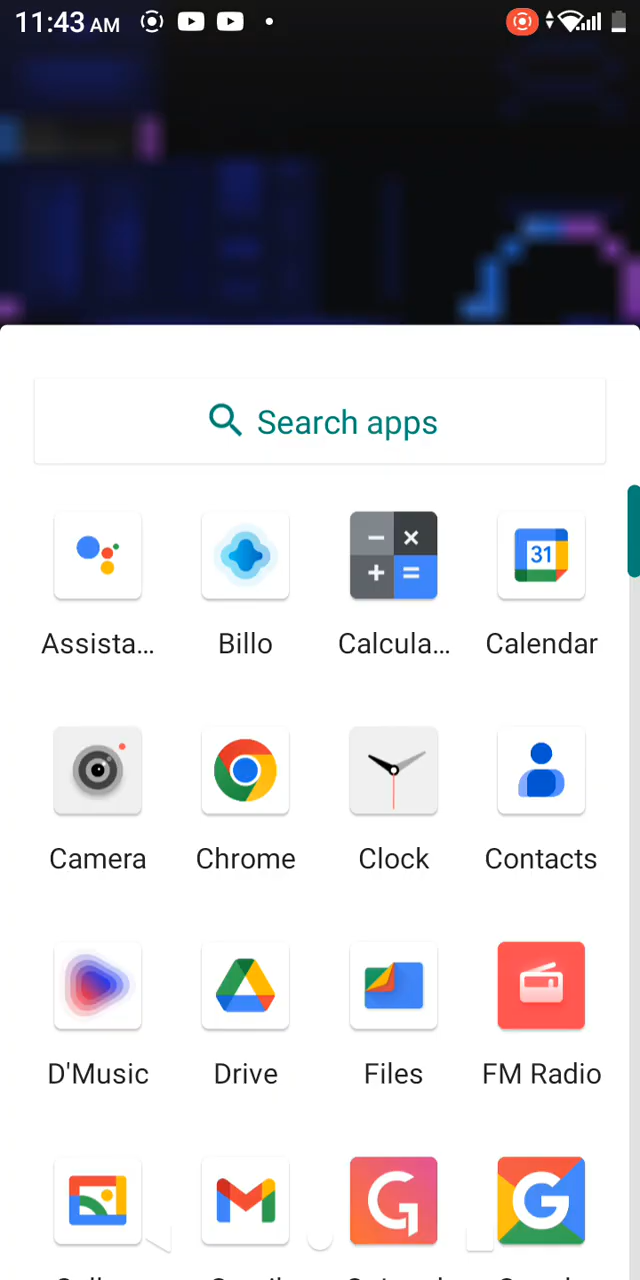 11:43 AM
Search apps
Assista...
Billo
Calcula...
Calendar
31
Camera
Chrome
Clock
Contacts
D'Music
Drive
Files
FM Radio